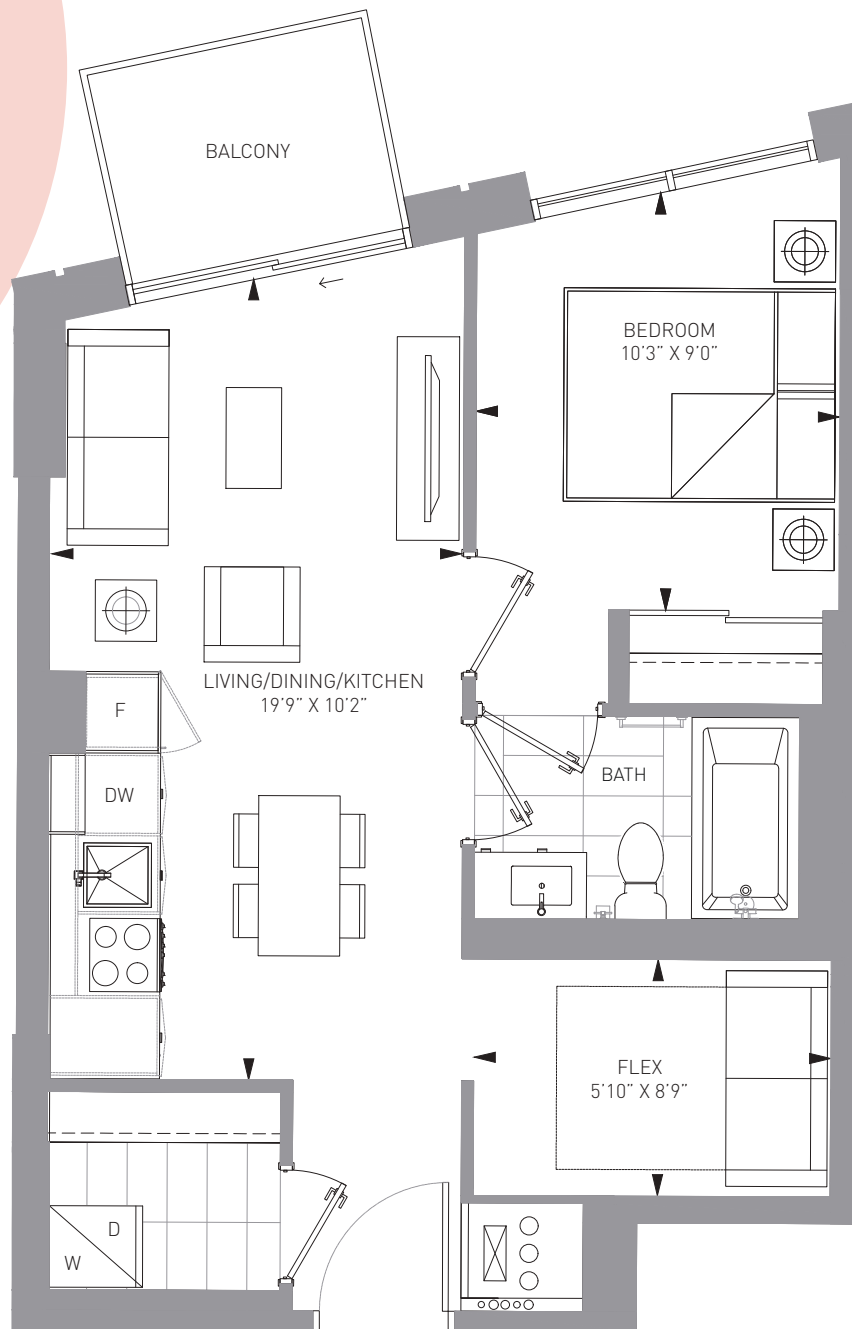 BALCONY
BEDROOM
10'3” X 9'0”
LIVING/DINING/KITCHEN
19'9” X 10'2”
F
DW
BATH
FLEX
5'10” X 8'9”
D
W